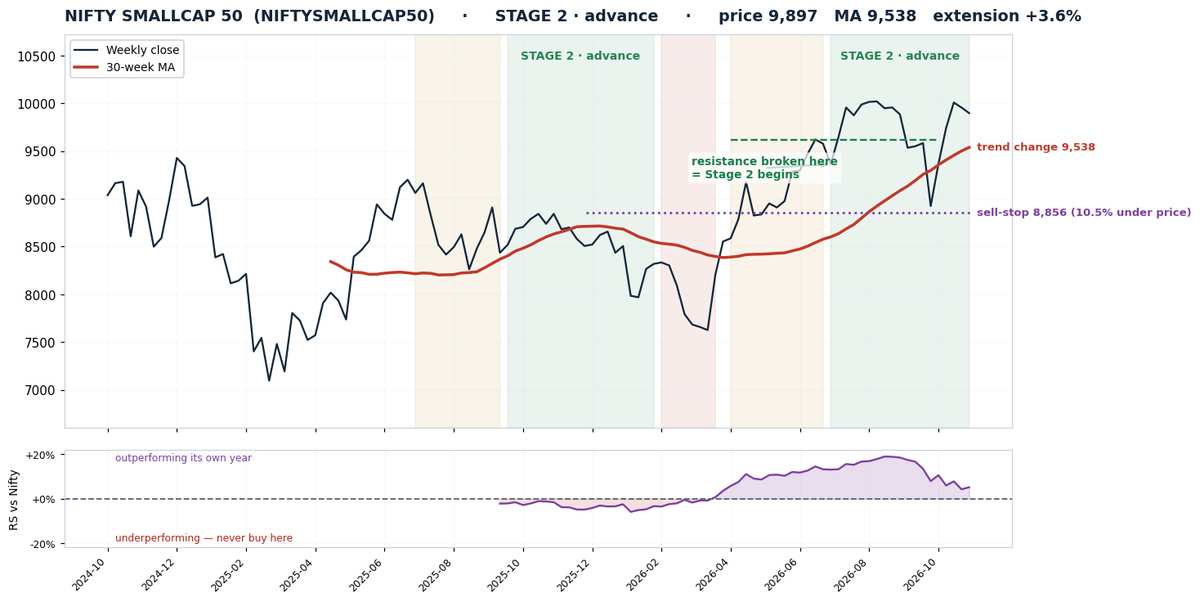 NIFTY SMALLCAP 50 (NIFTYSMALLCAP50) · STAGE 2 · advance · price 9,897 MA 9,538 extension +3.6%
Weekly close
30-week MA
STAGE 2 · advance
STAGE 2 · advance
10500
10000
9500
9000
8500
8000
7500
7000
resistance broken here
= Stage 2 begins
trend change 9,538
sell-stop 8,856 (10.5% under price)
RS vs Nifty
+20%
+0%
-20%
outperforming its own year
underperforming — never buy here
2024-10
2024-12
2025-02
2025-04
2025-06
2025-08
2025-10
2025-12
2026-02
2026-04
2026-06
2026-08
2026-10